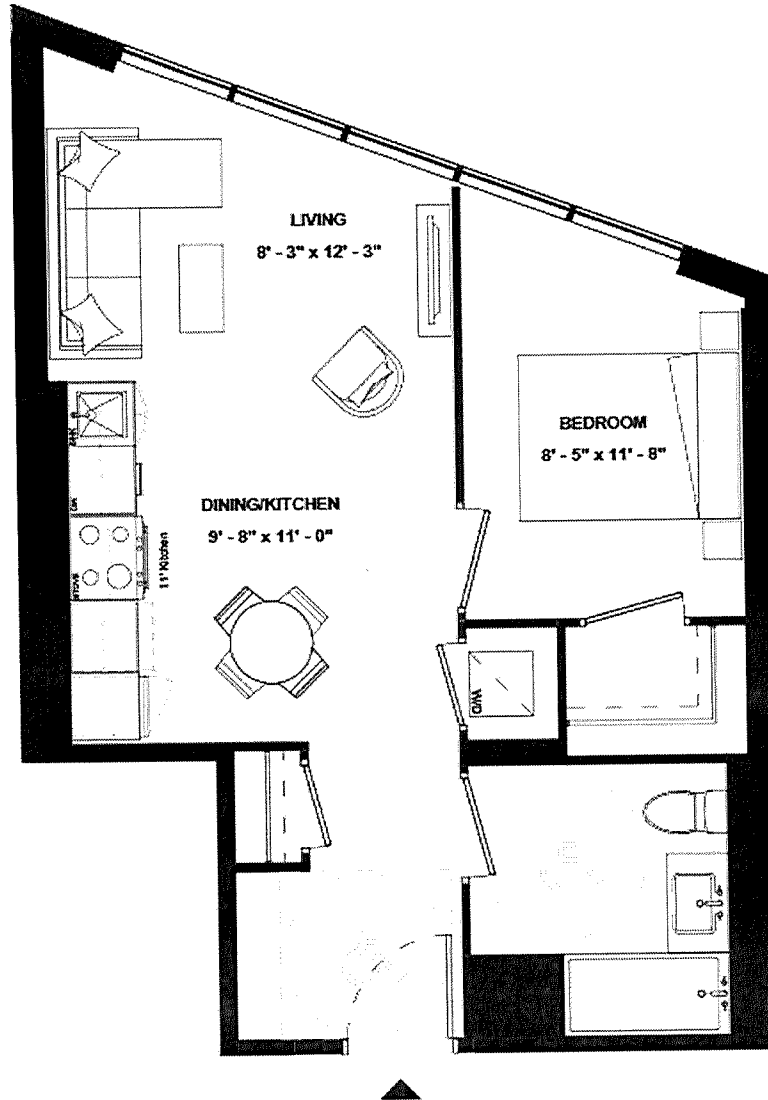 LIVING
8' - 3" x 12' - 3"
BEDROOM
8' - 5" x 11' - 8"
DINING/KITCHEN
9' - 8" x 11' - 0"
11' Kitchen
W/D